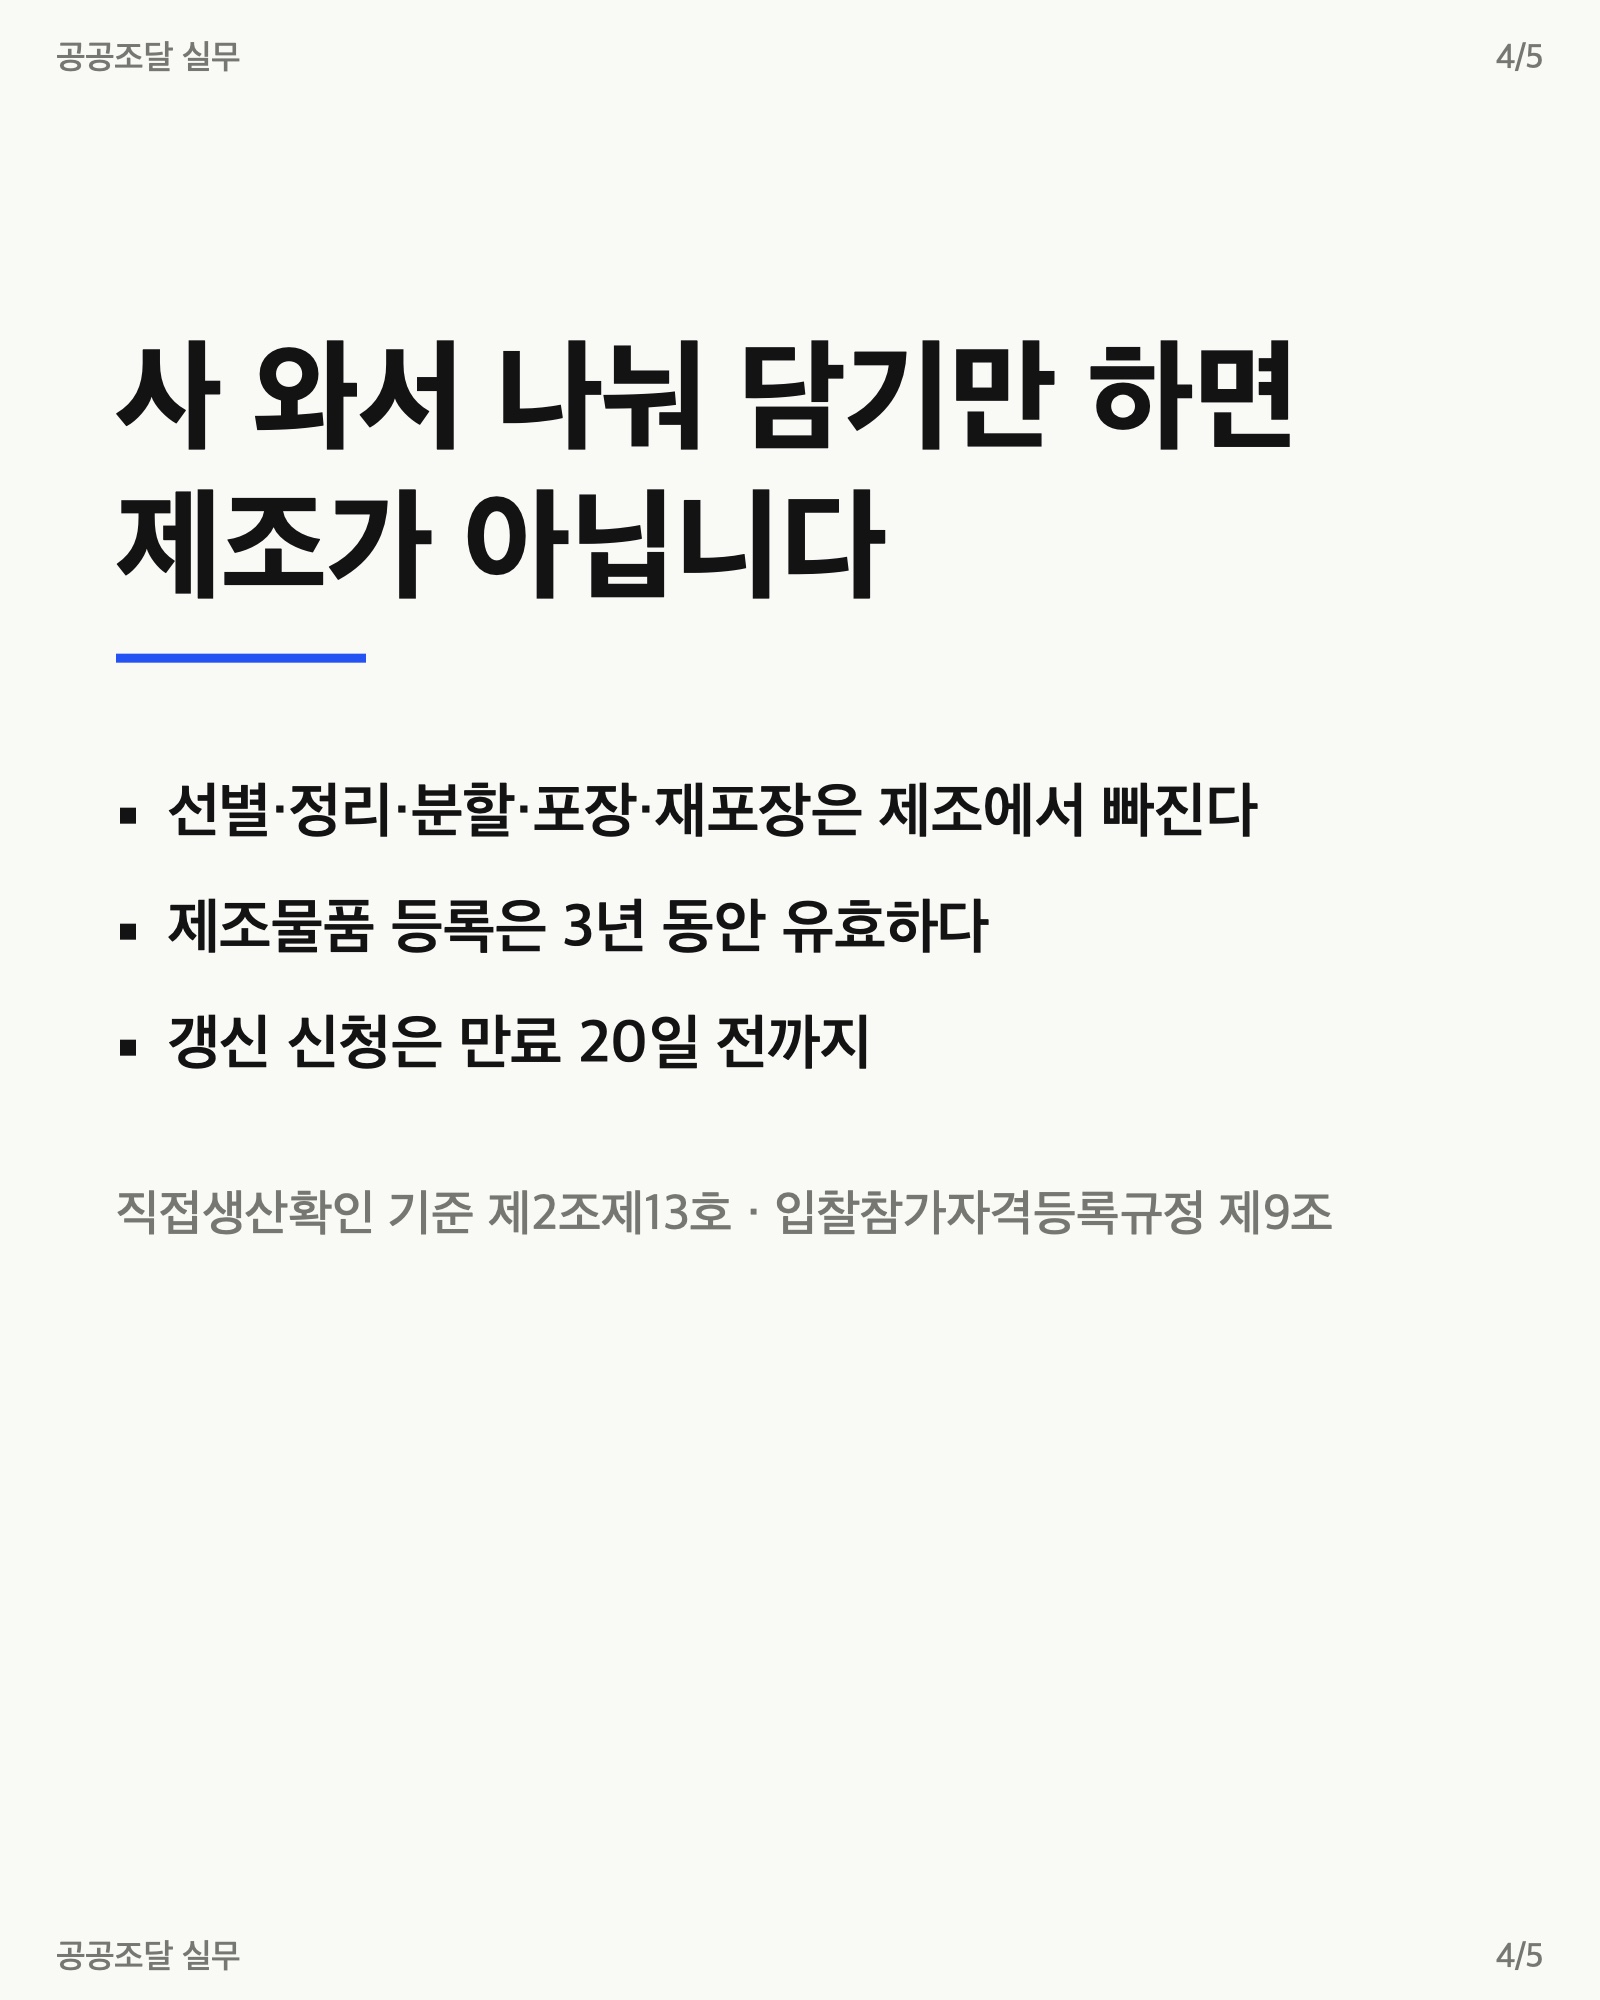 공공조달 실무 4/5
사 와서 나눠 담기만 하면
제조가 아닙니다
▪ 선별·정리·분할·포장·재포장은 제조에서 빠진다
▪ 제조물품 등록은 3년 동안 유효하다
▪ 갱신 신청은 만료 20일 전까지
직접생산확인 기준 제2조제13호 · 입찰참가자격등록규정 제9조
공공조달 실무 4/5